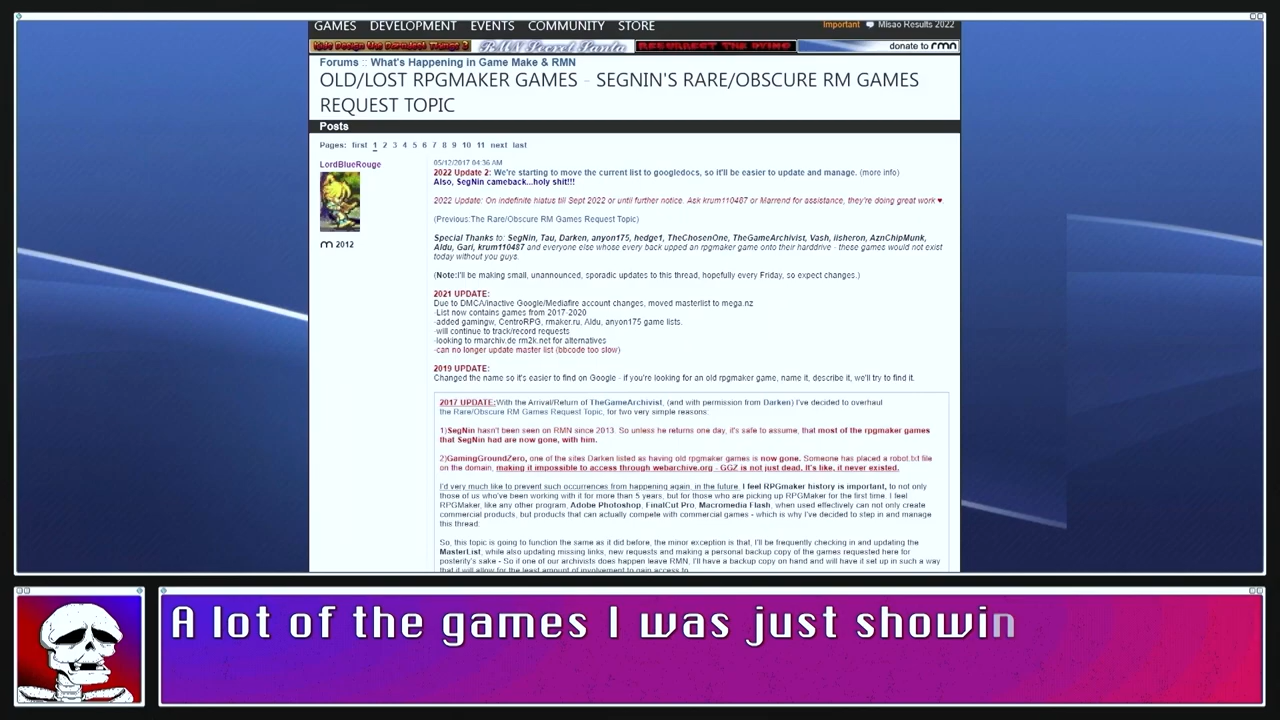 GAMES DEVELOPMENT EVENTS COMMUNITY STORE
Important Misao Results 2022
RMN Secret Santa
RESURRECT THE DYING
donate to rmn
Forums :: What's Happening in Game Make & RMN
OLD/LOST RPGMAKER GAMES - SEGNIN'S RARE/OBSCURE RM GAMES
REQUEST TOPIC
Posts
Pages: first 1 2 3 4 5 6 7 8 9 10 11 next last
LordBlueRouge
2012
05/12/2017 04:36 AM
2022 Update 2: We're starting to move the current list to googledocs, so it'll be easier to update and manage. (more info)
Also, SegNin cameback...holy shit!!!
2022 Update: On indefinite hiatus till Sept 2022 or until further notice. Ask krum110487 or Marrend for assistance, they're doing great work ♥.
(Previous:The Rare/Obscure RM Games Request Topic)
Special Thanks to: SegNin, Tau, Darken, anyon175, hedge1, TheChosenOne, TheGameArchivist, Vash, iisheron, AznChipMunk,
Aldu, Gari, krum110487 and everyone else whose every back upped an rpgmaker game onto their harddrive - these games would not exist
today without you guys.
(Note:I'll be making small, unannounced, sporadic updates to this thread, hopefully every Friday, so expect changes.)
2021 UPDATE:
Due to DMCA/inactive Google/Mediafire account changes, moved masterlist to mega.nz
-List now contains games from 2017-2020
-added gamingw, CentroRPG, rmaker.ru, Aldu, anyon175 game lists.
-will continue to track/record requests
-looking to rmarchiv.de rm2k.net for alternatives
-can no longer update master list (bbcode too slow)
2019 UPDATE:
Changed the name so it's easier to find on Google - if you're looking for an old rpgmaker game, name it, describe it, we'll try to find it.
2017 UPDATE:With the Arrival/Return of TheGameArchivist, (and with permission from Darken) I've decided to overhaul
the Rare/Obscure RM Games Request Topic, for two very simple reasons:
1)SegNin hasn't been seen on RMN since 2013. So unless he returns one day, it's safe to assume, that most of the rpgmaker games
that SegNin had are now gone, with him.
2)GamingGroundZero, one of the sites Darken listed as having old rpgmaker games is now gone. Someone has placed a robot.txt file
on the domain, making it impossible to access through webarchive.org - GGZ is not just dead. It's like, it never existed.
I'd very much like to prevent such occurrences from happening again, in the future. I feel RPGmaker history is important, to not only
those of us who've been working with it for more than 5 years, but for those who are picking up RPGMaker for the first time. I feel
RPGMaker, like any other program, Adobe Photoshop, FinalCut Pro, Macromedia Flash, when used effectively can not only create
commercial products, but products that can actually compete with commercial games - which is why I've decided to step in and manage
this thread.
So, this topic is going to function the same as it did before, the minor exception is that, I'll be frequently checking in and updating the
MasterList, while also updating missing links, new requests and making a personal backup copy of the games requested here for
posterity's sake - So if one of our archivists does happen leave RMN, I'll have a backup copy on hand and will have it set up in such a way
that it will allow for the least amount of involvement to gain access to
A lot of the games I was just showin